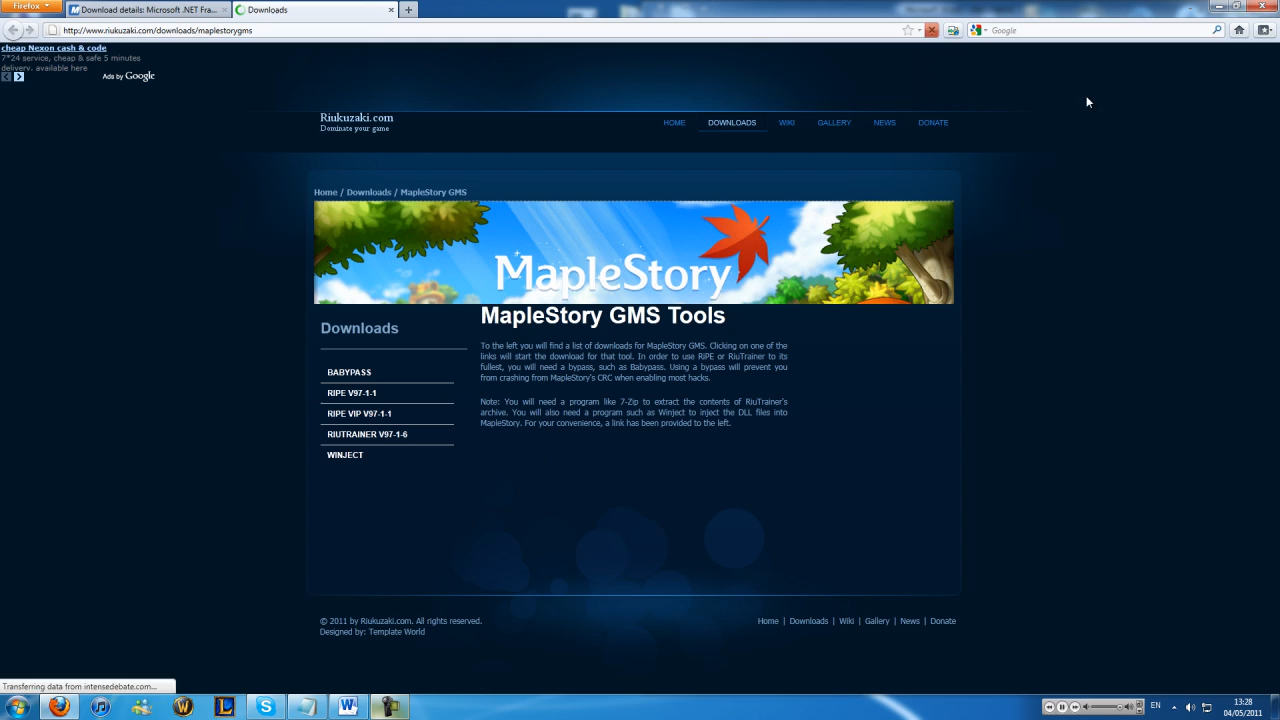 Firefox
Download details: Microsoft .NET Fra...
Downloads
http://www.riukuzaki.com/downloads/maplestorygms
Google
cheap Nexon cash & code
7*24 service, cheap & safe 5 minutes
delivery, available here
Ads by Google
Riukuzaki.com
Dominate your game
HOME DOWNLOADS WIKI GALLERY NEWS DONATE
Home / Downloads / MapleStory GMS
MapleStory
Downloads
BABYPASS
RIPE V97-1-1
RIPE VIP V97-1-1
RIUTRAINER V97-1-6
WINJECT
MapleStory GMS Tools
To the left you will find a list of downloads for MapleStory GMS. Clicking on one of the
links will start the download for that tool. In order to use RiPE or RiuTrainer to its
fullest, you will need a bypass, such as Babypass. Using a bypass will prevent you
from crashing from MapleStory's CRC when enabling most hacks.
Note: You will need a program like 7-Zip to extract the contents of RiuTrainer's
archive. You will also need a program such as Winject to inject the DLL files into
MapleStory. For your convenience, a link has been provided to the left.
© 2011 by Riukuzaki.com. All rights reserved.
Designed by: Template World
Home | Downloads | Wiki | Gallery | News | Donate
Transferring data from intensedebate.com...
EN
13:28
04/05/2011